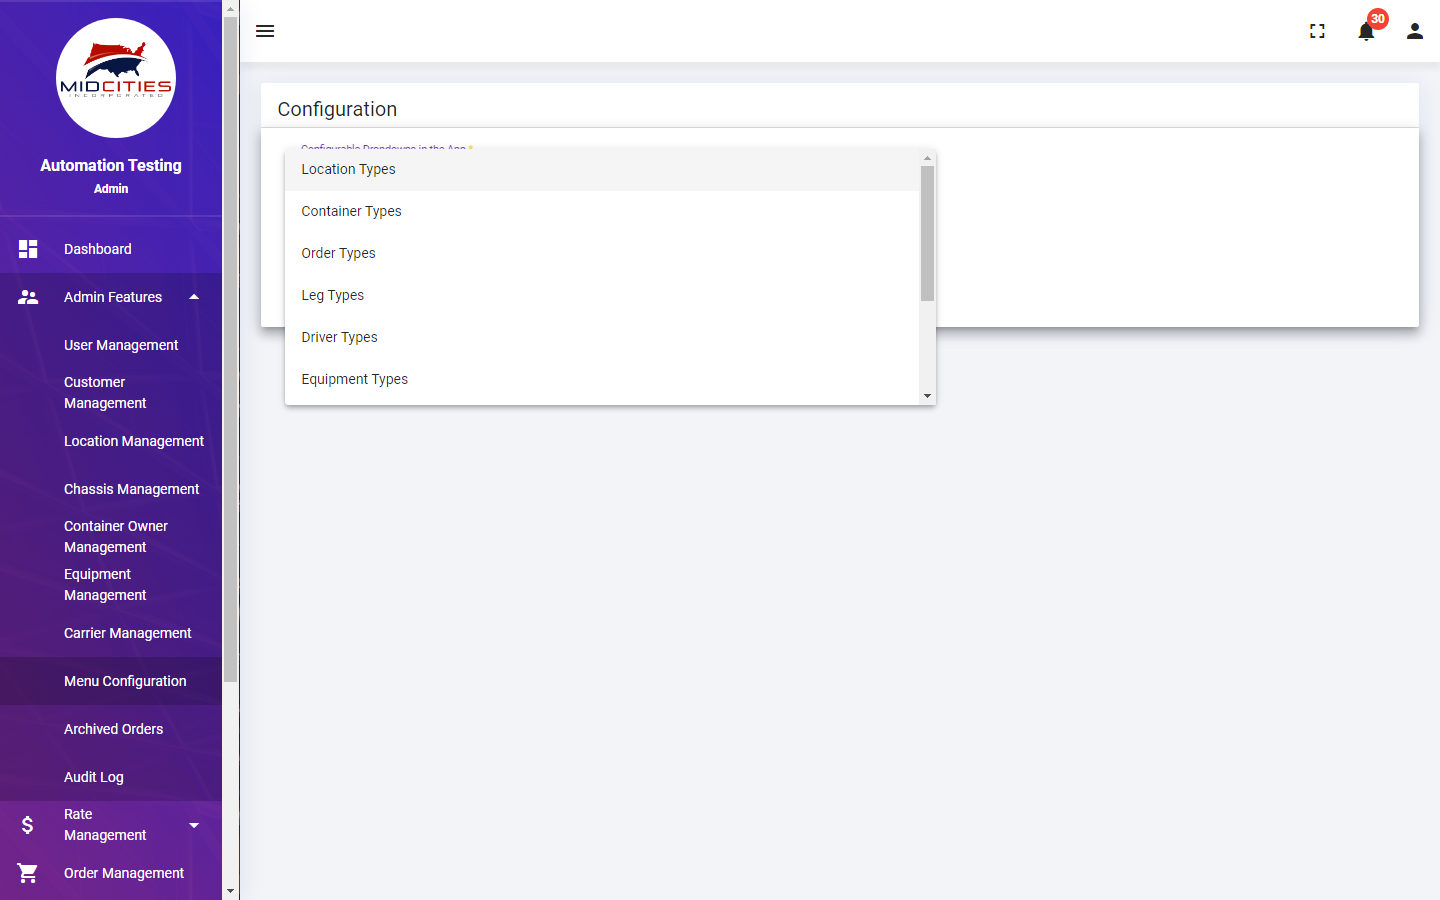 MIDCITIES
INCORPORATED
Automation Testing
Admin
Dashboard
Admin Features
User Management
Customer
Management
Location Management
Chassis Management
Container Owner
Management
Equipment
Management
Carrier Management
Menu Configuration
Archived Orders
Audit Log
Rate
Management
Order Management
30
Configuration
Configurable Dropdowns in the App *
Location Types
Container Types
Order Types
Leg Types
Driver Types
Equipment Types